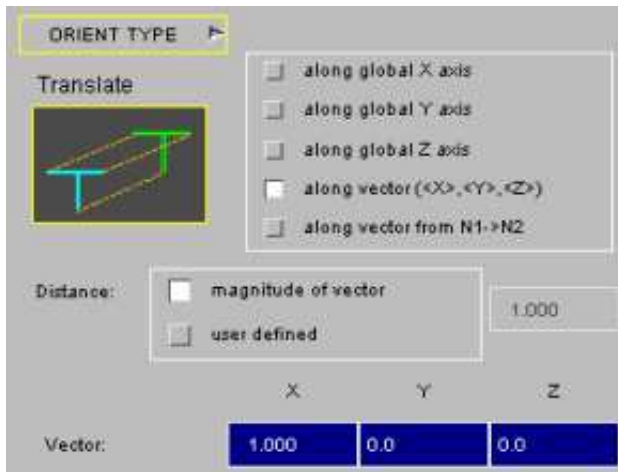 ORIENT TYPE
Translate
along global X axis
along global Y axis
along global Z axis
along vector (<X>,<Y>,<Z>)
along vector from N1->N2
Distance:
magnitude of vector
user defined
1.000
X Y Z
Vector: 1.000 0.0 0.0